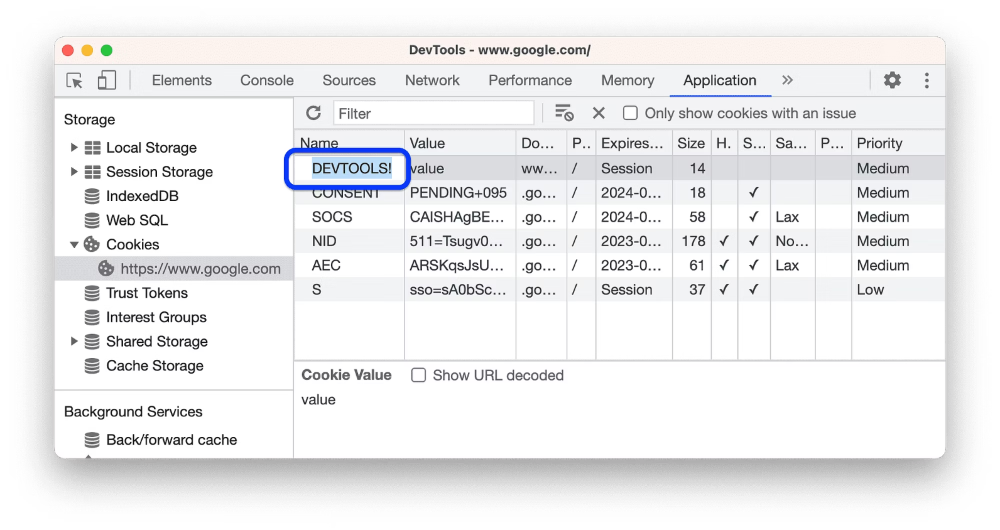 DevTools - www.google.com/
Elements Console Sources Network Performance Memory Application
Storage
Local Storage
Session Storage
IndexedDB
Web SQL
Cookies
https://www.google.com
Trust Tokens
Interest Groups
Shared Storage
Cache Storage
Background Services
Back/forward cache
Filter Only show cookies with an issue
Name Value Do... P.. Expires... Size H. S... Sa... P... Priority
DEVTOOLS! value ww... / Session 14 Medium
CONSENT PENDING+095 .go... / 2024-0... 18 ✓ Medium
SOCS CAISHAgBE... .go... / 2024-0... 58 ✓ Lax Medium
NID 511=Tsugv0... .go... / 2023-0... 178 ✓ ✓ No... Medium
AEC ARSKqsJsU... .go... / 2023-0... 61 ✓ ✓ Lax Medium
S sso=sA0bSc... .go... / Session 37 ✓ ✓ Low
Cookie Value Show URL decoded
value